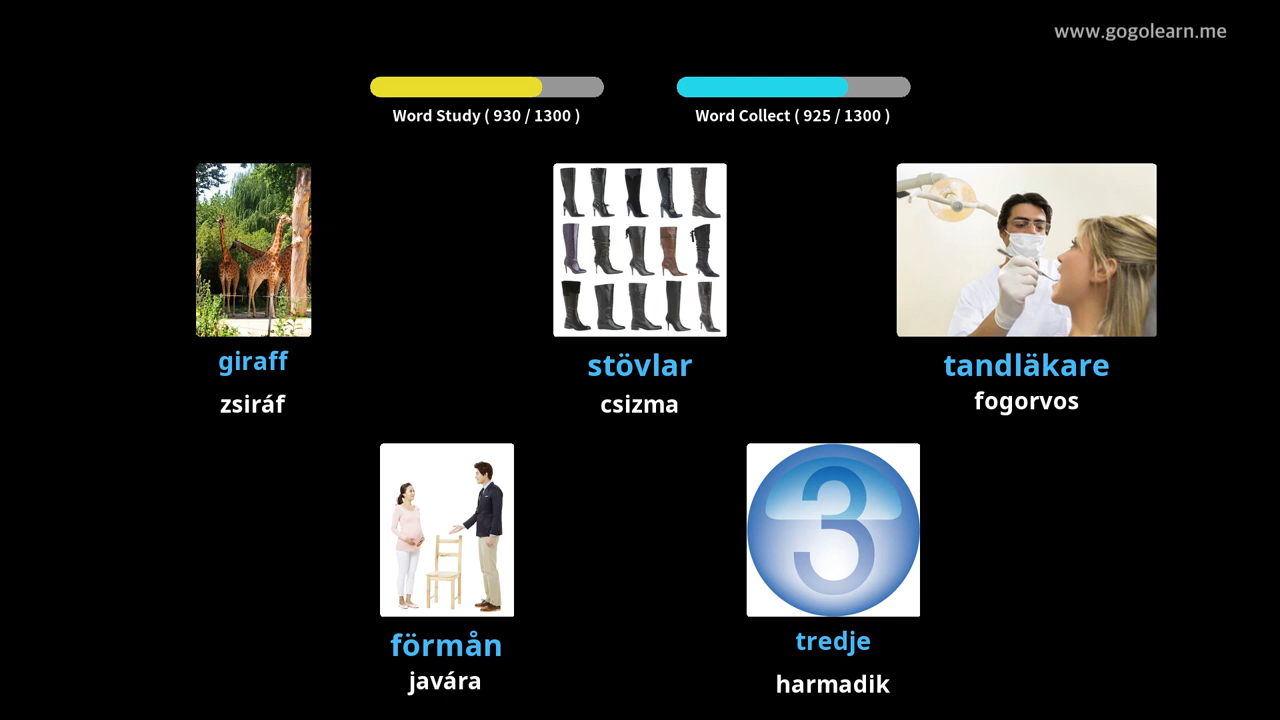 www.gogolearn.me
Word Study ( 930 / 1300 )
Word Collect ( 925 / 1300 )
giraff
zsiráf
stövlar
csizma
tandläkare
fogorvos
3
förmån
javára
tredje
harmadik